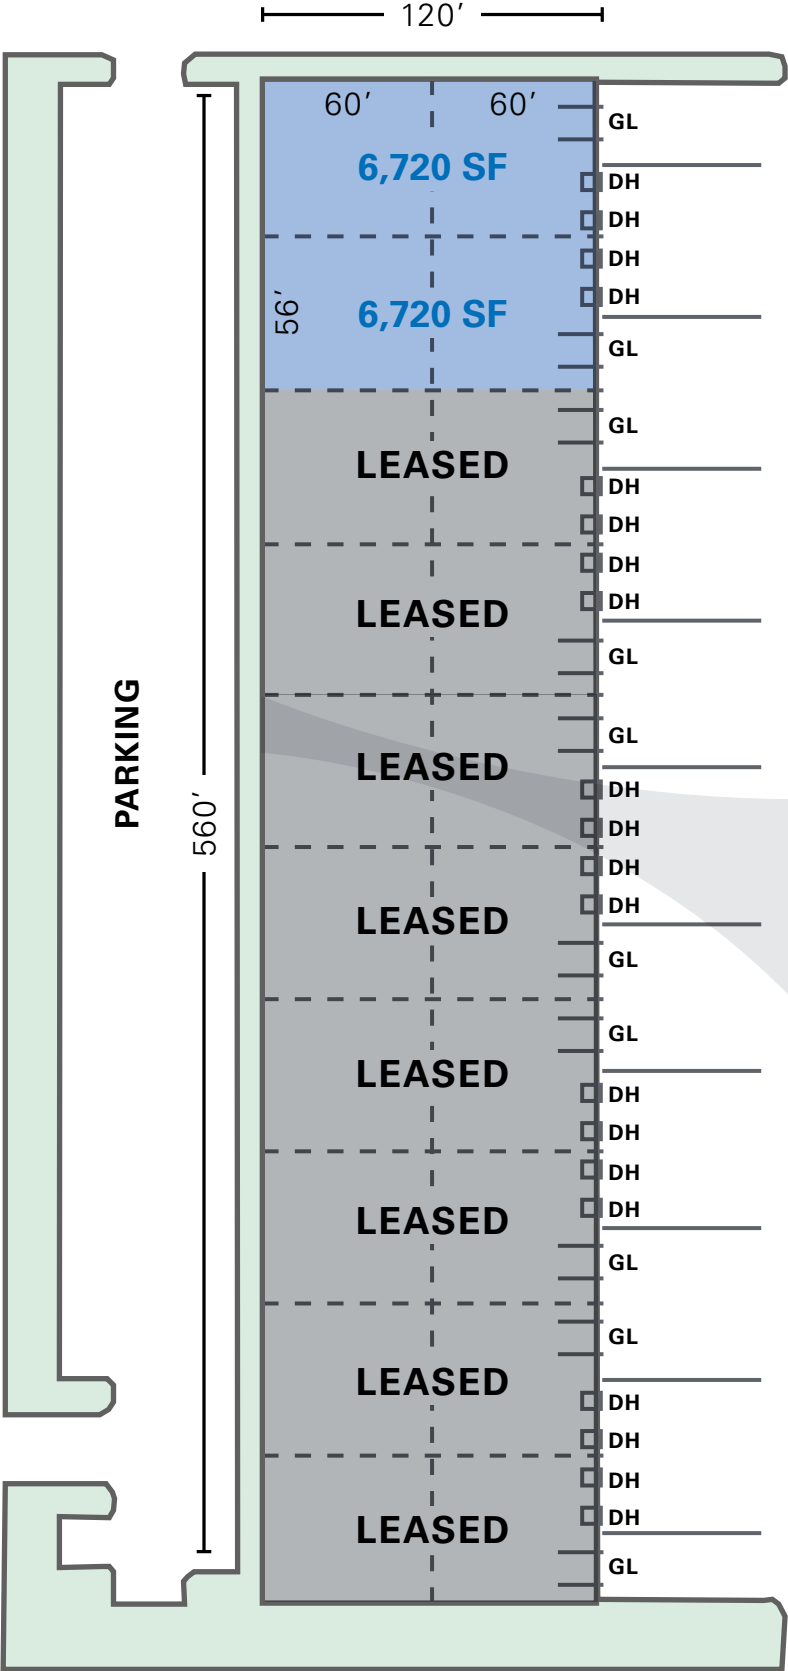 120′
60′ 60′ GL
6,720 SF
DH
DH
DH
DH
56′
6,720 SF
GL
GL
LEASED
DH
DH
DH
DH
LEASED
GL
PARKING
560′
GL
LEASED
DH
DH
DH
DH
LEASED
GL
GL
LEASED
DH
DH
DH
DH
LEASED
GL
GL
LEASED
DH
DH
DH
DH
LEASED
GL